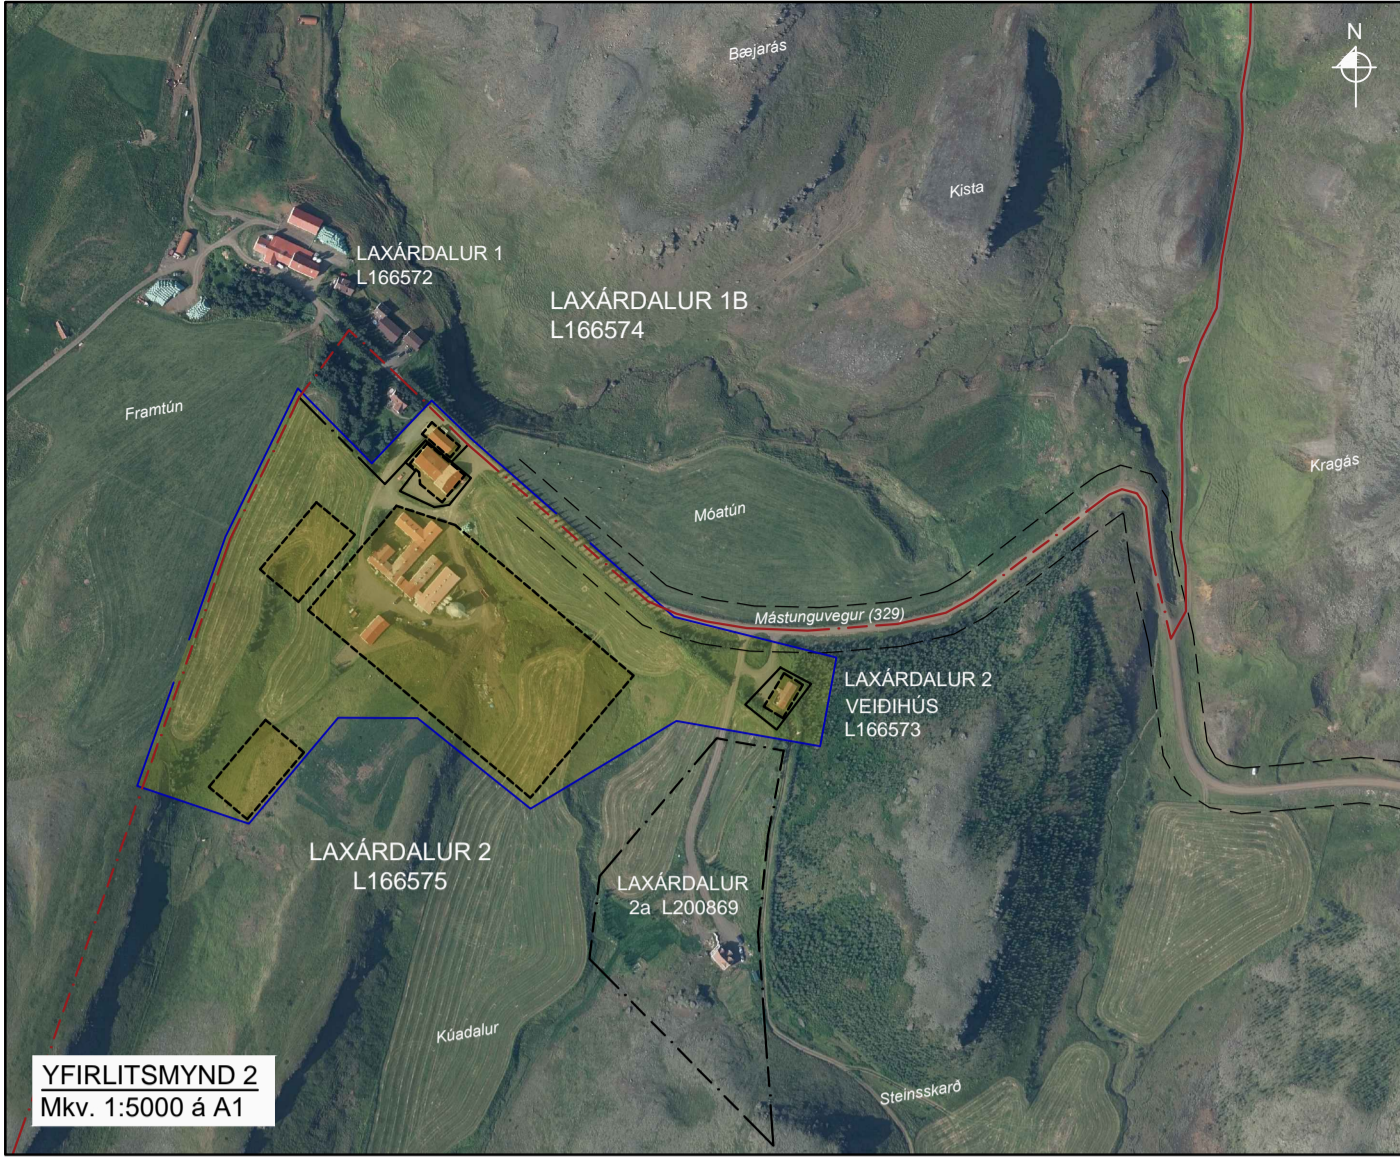 N
Bæjarás
Kista
LAXÁRDALUR 1
L166572
LAXÁRDALUR 1B
L166574
Framtún
Kragás
Móatún
Mástunguvegur (329)
LAXÁRDALUR 2
VEIÐIHÚS
L166573
LAXÁRDALUR 2
L166575
LAXÁRDALUR
2a L200869
Kúadalur
Steinsskarð
YFIRLITSMYND 2
Mkv. 1:5000 á A1